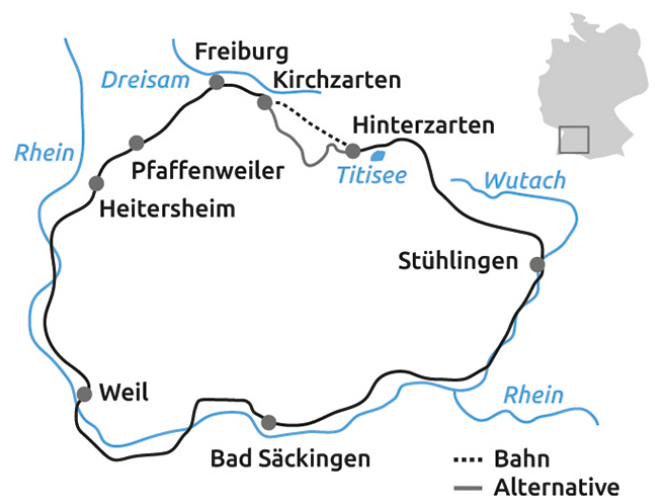 Freiburg
Dreisam
Kirchzarten
Hinterzarten
Rhein
Pfaffenweiler
Titisee
Wutach
Heitersheim
Stühlingen
Weil
Rhein
Bad Säckingen
Bahn
Alternative